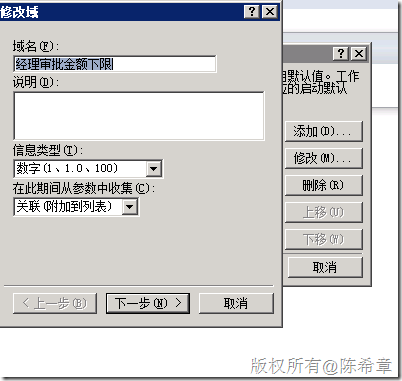 修改域
域名(F):
经理审批金额下限
说明(D):
信息类型(T):
数字(1、1.0、100)
在此期间从参数中收集(C):
关联(附加到列表)
< 上一步(B)
下一步(N) >
取消
用默认值。工作
应的启动默认
添加(D)...
修改(M)...
删除(R)
上移(U)
下移(W)
取消
版权所有@陈希章